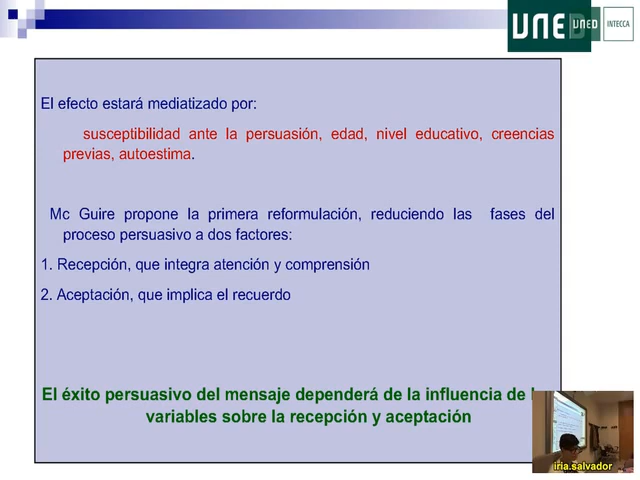 UNED
UNED
INTECCA
El efecto estará mediatizado por:
susceptibilidad ante la persuasión, edad, nivel educativo, creencias
previas, autoestima.
Mc Guire propone la primera reformulación, reduciendo las fases del
proceso persuasivo a dos factores:
1. Recepción, que integra atención y comprensión
2. Aceptación, que implica el recuerdo
El éxito persuasivo del mensaje dependerá de la influencia de
variables sobre la recepción y aceptación
iria.salvador